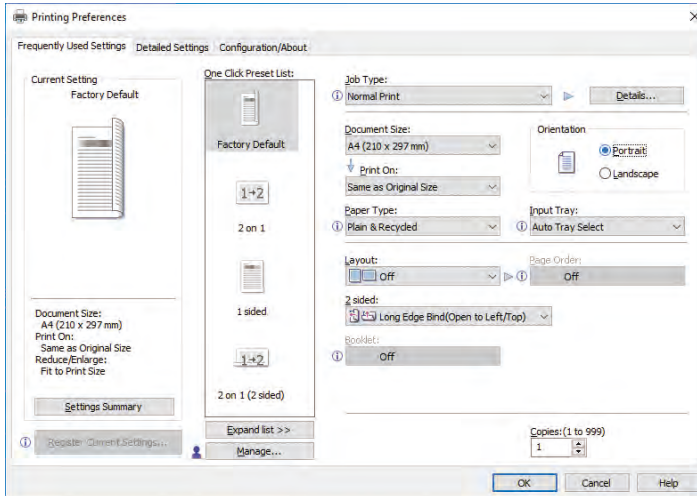 Printing Preferences
Frequently Used Settings
Detailed Settings
Configuration/About
Current Setting
Factory Default
Document Size:
A4 (210 x 297 mm)
Print On:
Same as Original Size
Reduce/Enlarge:
Fit to Print Size
Settings Summary
Register Current Settings...
One Click Preset List:
Factory Default
1→2
2 on 1
1 sided
1→2
2 on 1 (2 sided)
Expand list >>
Manage...
Job Type:
Normal Print
Details...
Document Size:
A4 (210 x 297 mm)
Print On:
Same as Original Size
Orientation
Portrait
Landscape
Paper Type:
Plain & Recycled
Input Tray:
Auto Tray Select
Layout:
Off
Page Order:
Off
2 sided:
Long Edge Bind(Open to Left/Top)
Booklet:
Off
Copies:(1 to 999)
1
OK
Cancel
Help